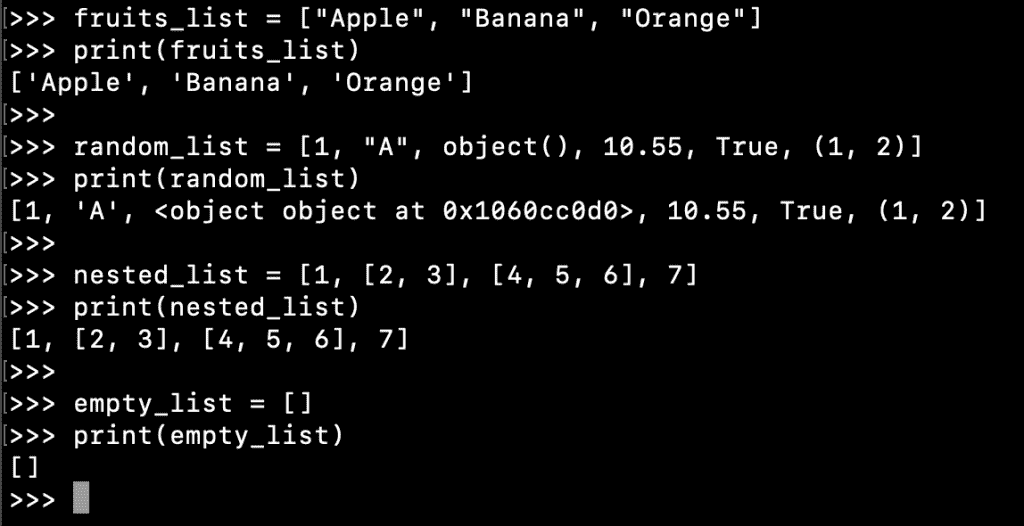 >>> fruits_list = ["Apple", "Banana", "Orange"]
>>> print(fruits_list)
['Apple', 'Banana', 'Orange']
>>>
>>> random_list = [1, "A", object(), 10.55, True, (1, 2)]
>>> print(random_list)
[1, 'A', <object object at 0x1060cc0d0>, 10.55, True, (1, 2)]
>>>
>>> nested_list = [1, [2, 3], [4, 5, 6], 7]
>>> print(nested_list)
[1, [2, 3], [4, 5, 6], 7]
>>>
>>> empty_list = []
>>> print(empty_list)
[]
>>>